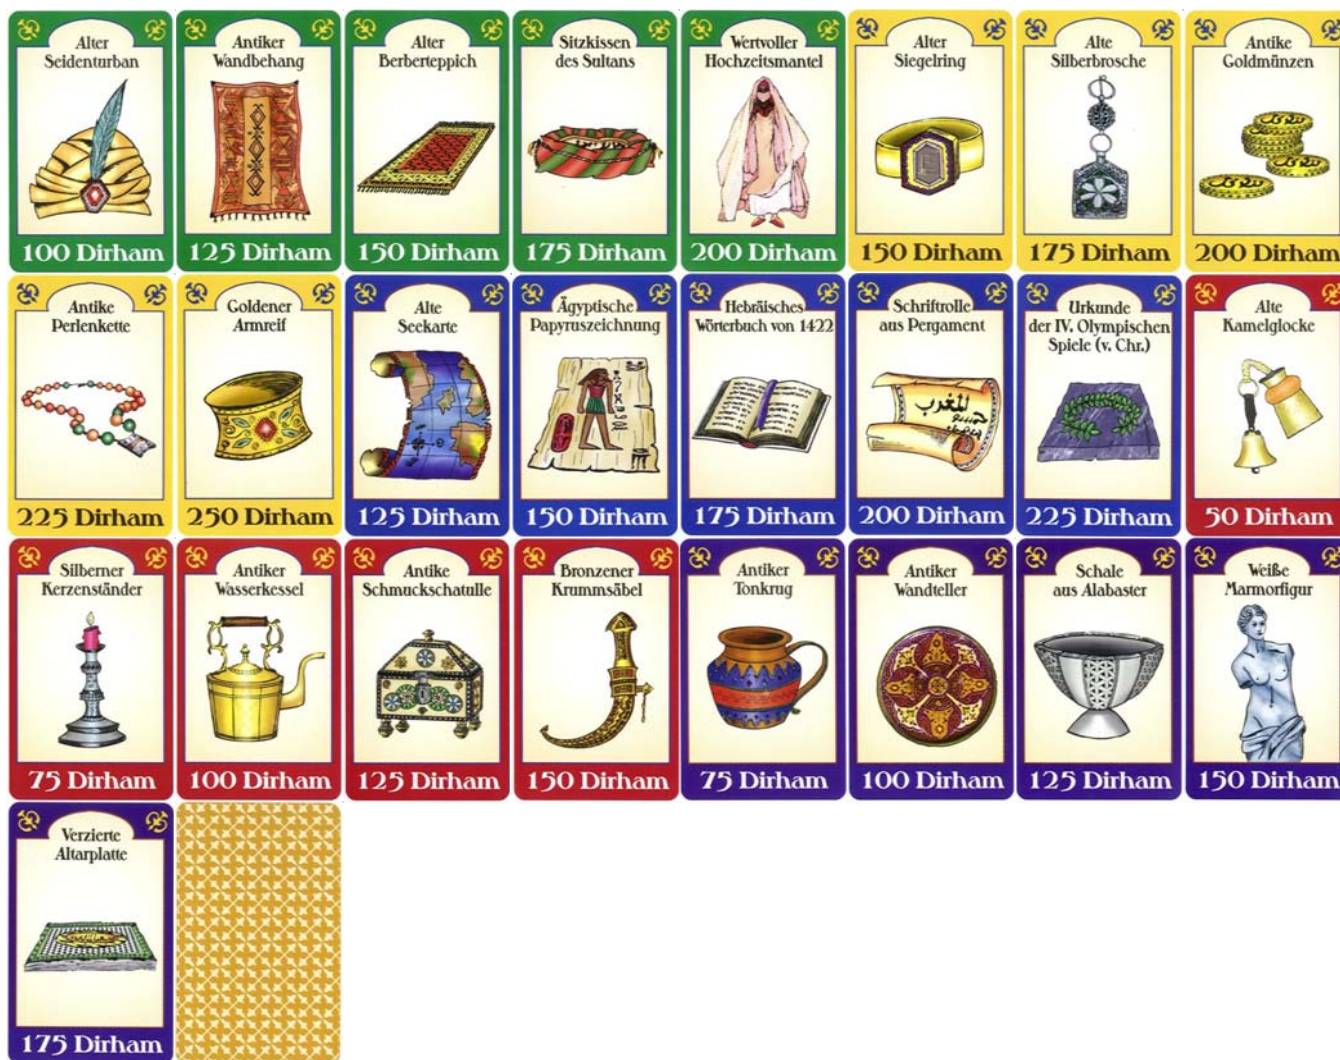 Alter
Seidenturban
100 Dirham
Antiker
Wandbehang
125 Dirham
Alter
Berberteppich
150 Dirham
Sitzkissen
des Sultans
175 Dirham
Wertvoller
Hochzeitsmantel
200 Dirham
Alter
Siegelring
150 Dirham
Alte
Silberbrosche
175 Dirham
Antike
Goldmünzen
200 Dirham
Antike
Perlenkette
225 Dirham
Goldener
Armreif
250 Dirham
Alte
Seekarte
125 Dirham
Ägyptische
Papyruszeichnung
150 Dirham
Hebräisches
Wörterbuch von 1422
175 Dirham
Schriftrolle
aus Pergament
المغرب
200 Dirham
Urkunde
der IV. Olympischen
Spiele (v. Chr.)
225 Dirham
Alte
Kamelglocke
50 Dirham
Silberner
Kerzenständer
75 Dirham
Antiker
Wasserkessel
100 Dirham
Antike
Schmuckschatulle
125 Dirham
Bronzener
Krummsäbel
150 Dirham
Antiker
Tonkrug
75 Dirham
Antiker
Wandteller
100 Dirham
Schale
aus Alabaster
125 Dirham
Weiße
Marmorfigur
150 Dirham
Verzierte
Altarplatte
175 Dirham